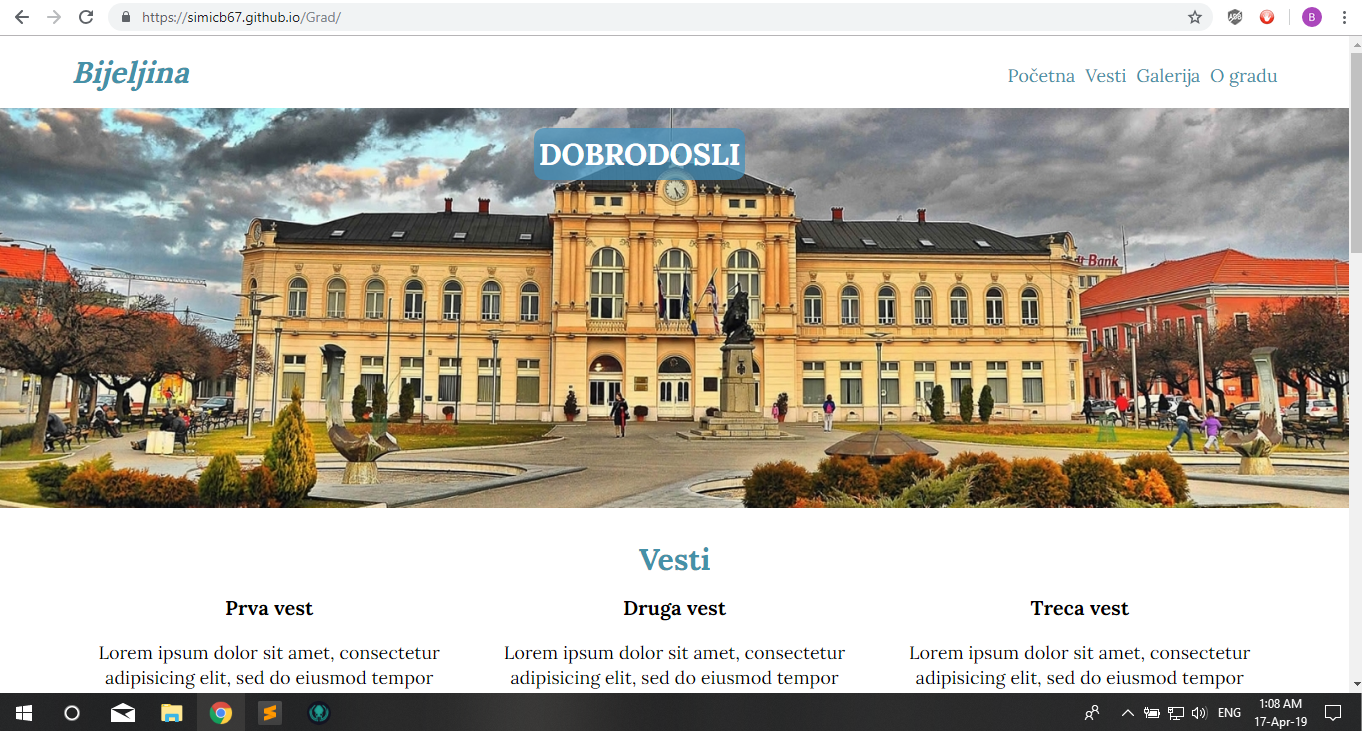 https://simicb67.github.io/Grad/
ABP
B
Bijeljina
Početna Vesti Galerija O gradu
DOBRODOSLI
Bank
Vesti
Prva vest
Lorem ipsum dolor sit amet, consectetur
adipisicing elit, sed do eiusmod tempor
Druga vest
Lorem ipsum dolor sit amet, consectetur
adipisicing elit, sed do eiusmod tempor
Treca vest
Lorem ipsum dolor sit amet, consectetur
adipisicing elit, sed do eiusmod tempor
ENG
1:08 AM
17-Apr-19